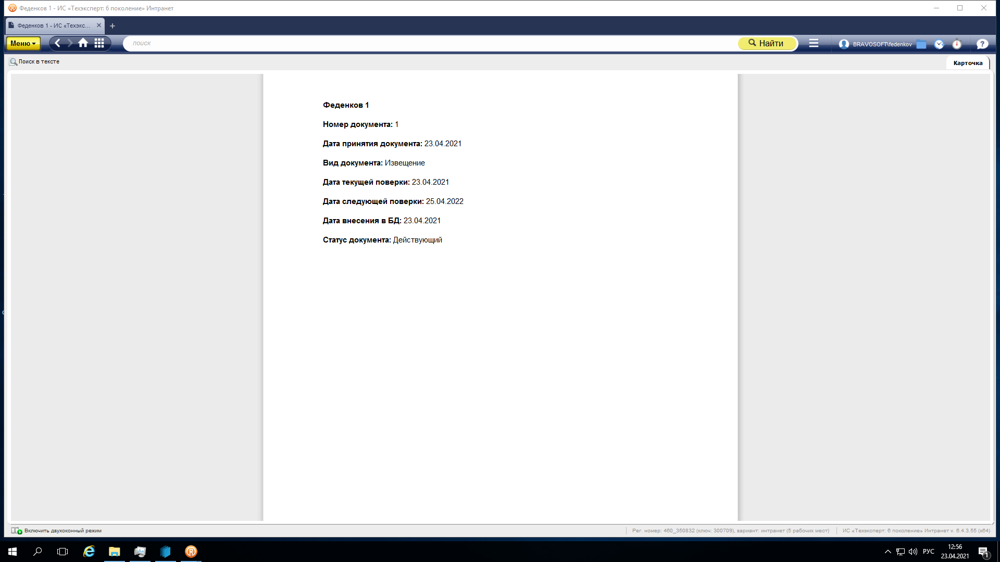 Феденков 1 - ИС «Техэксперт: 6 поколение» Интранет
Феденков 1 - ИС «Техэкс...
Меню
поиск
Найти
BRAVOSOFT\fedenkov
Поиск в тексте
Карточка
Феденков 1
Номер документа: 1
Дата принятия документа: 23.04.2021
Вид документа: Извещение
Дата текущей поверки: 23.04.2021
Дата следующей поверки: 25.04.2022
Дата внесения в БД: 23.04.2021
Статус документа: Действующий
Включить двухоконный режим
Рег. номер: 460_350832 (ключ: 300709), вариант: интранет (5 рабочих мест)
ИС «Техэксперт: 6 поколение» Интранет v. 6.4.3.55 (x64)
РУС
12:56
23.04.2021
1